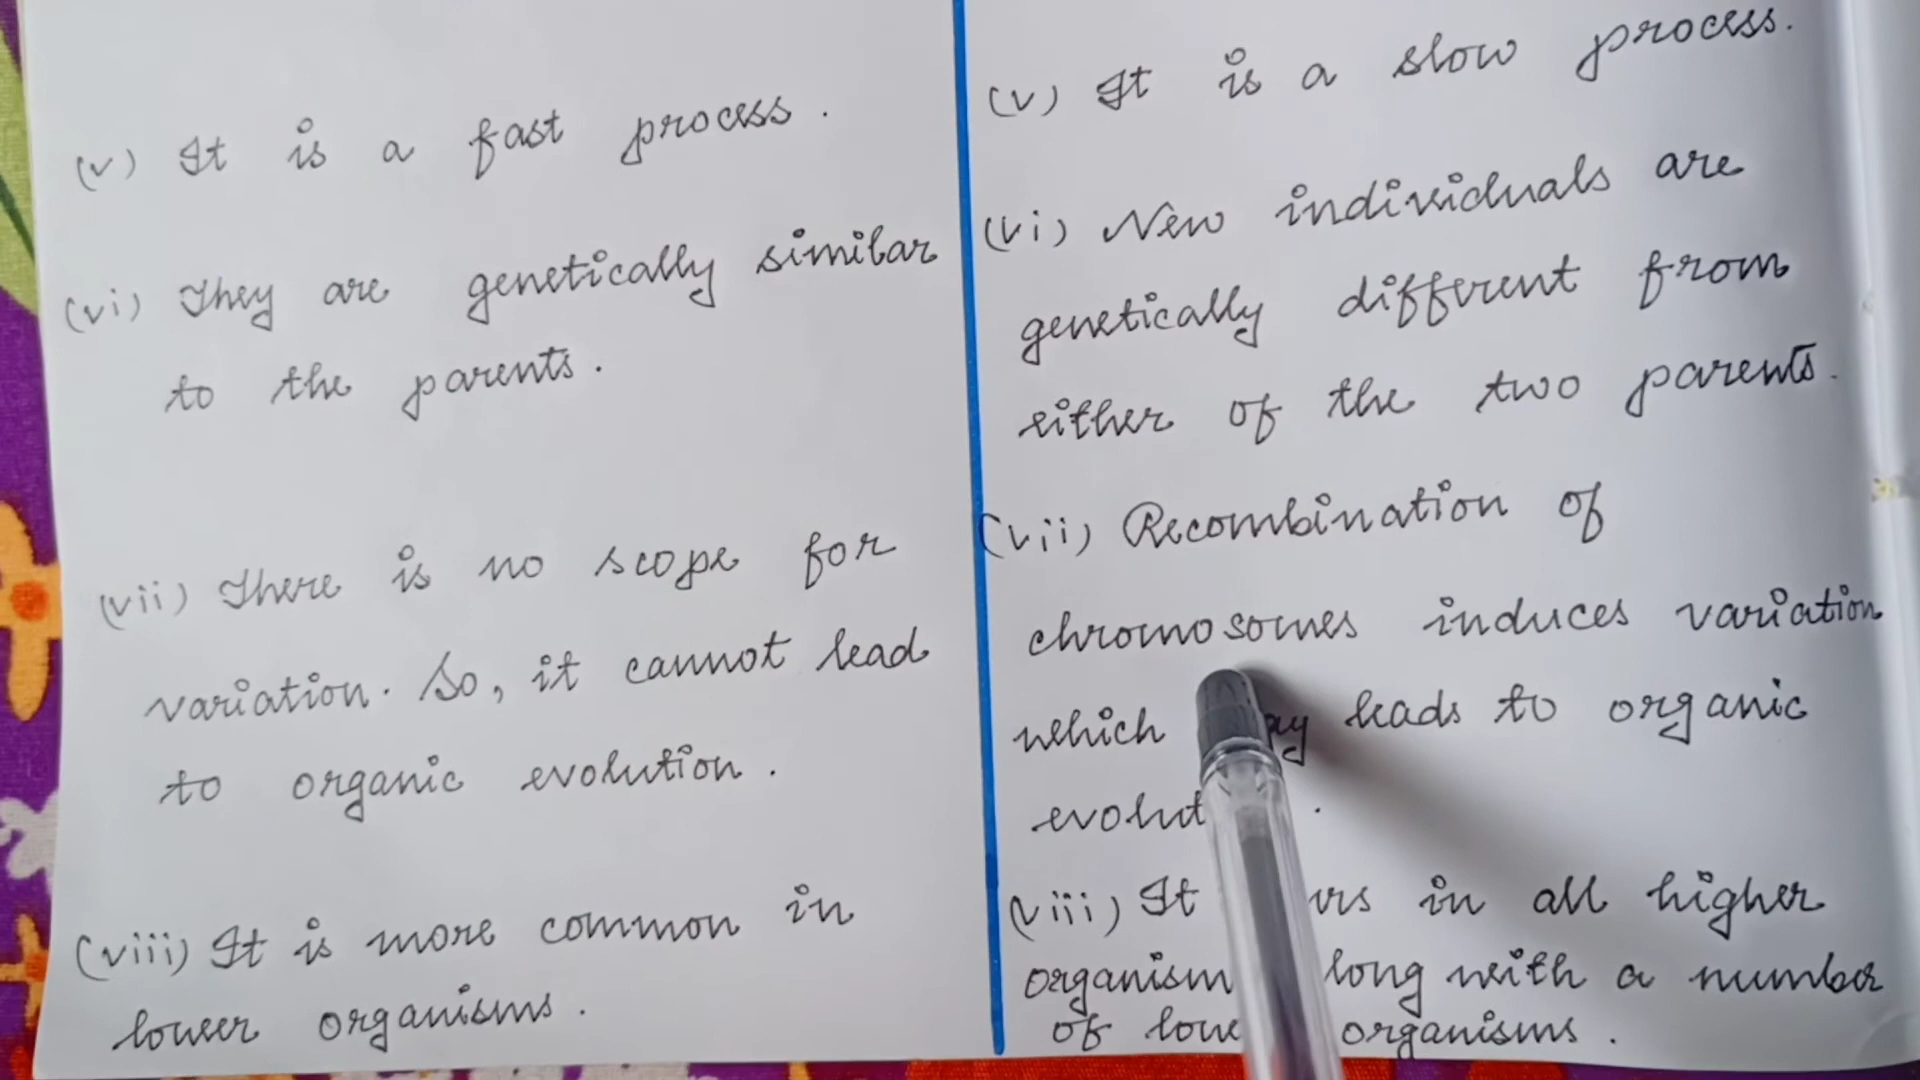 (v) It is a fast process.
(vi) They are genetically similar
to the parents.
(vii) There is no scope for
variation. So, it cannot lead
to organic evolution.
(viii) It is more common in
lower organisms.
(v) It is a slow process.
(vi) New individuals are
genetically different from
either of the two parents.
(vii) Recombination of
chromosomes induces variation
which leads to organic
.
(viii) It in all higher
with a number
of organisms.